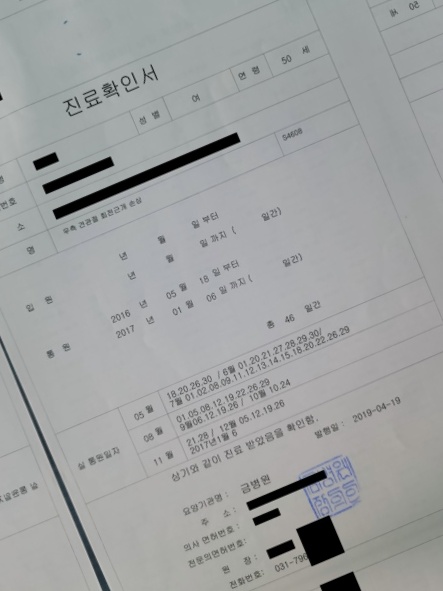 진료확인서
성 별 여 연 령 50 세
번호
소
명 우측 견관절 회전근개 손상 S4608
년 월 일 부터
입 원 년 월 일 까지 ( 일간)
2016 년 05 월 18 일 부터
통 원 2017 년 01 월 06 일 까지 ( 일간)
총 46 일간
05 월 18.20.26.30 / 6월 01.20.21.27.28.29.30/
7월 01.02.08.09.11.12.13.14.15.18.20.22.26.29
실 통원일자 08 월 01.05.08.12.19.22.26.29
9월06.12.19.26 / 10월 10.24
11 월 21.28 / 12월 05.12.19.26
2017년1월 6
상기와 같이 진료 받았음을 확인함.
발행일 : 2019-04-19
요양기관명 : 금병원
주 소 :
의사 면허번호 :
전문의면허번호:
원 장 :
전화번호: 031-796